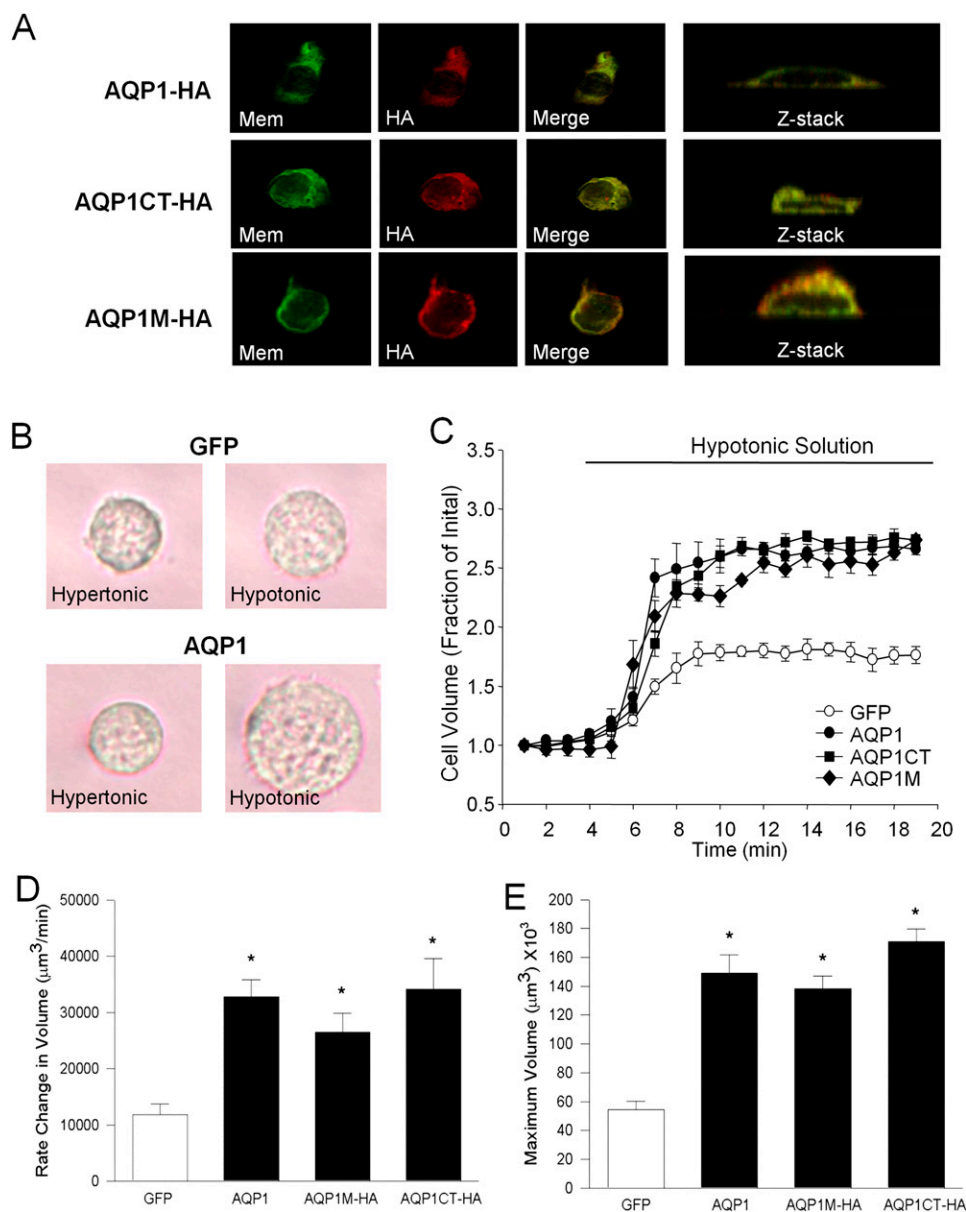 A
AQP1-HA
Mem
HA
Merge
Z-stack
AQP1CT-HA
Mem
HA
Merge
Z-stack
AQP1M-HA
Mem
HA
Merge
Z-stack
B
GFP
Hypertonic
Hypotonic
AQP1
Hypertonic
Hypotonic
C
Hypotonic Solution
Cell Volume (Fraction of Inital)
3.5
3.0
2.5
2.0
1.5
1.0
0.5
GFP
AQP1
AQP1CT
AQP1M
0 2 4 6 8 10 12 14 16 18 20
Time (min)
D
Rate Change in Volume (μm³/min)
50000
40000
30000
20000
10000
0
* * *
GFP AQP1 AQP1M-HA AQP1CT-HA
E
Maximum Volume (μm³) X10³
200
180
160
140
120
100
80
60
40
20
0
* * *
GFP AQP1 AQP1M-HA AQP1CT-HA